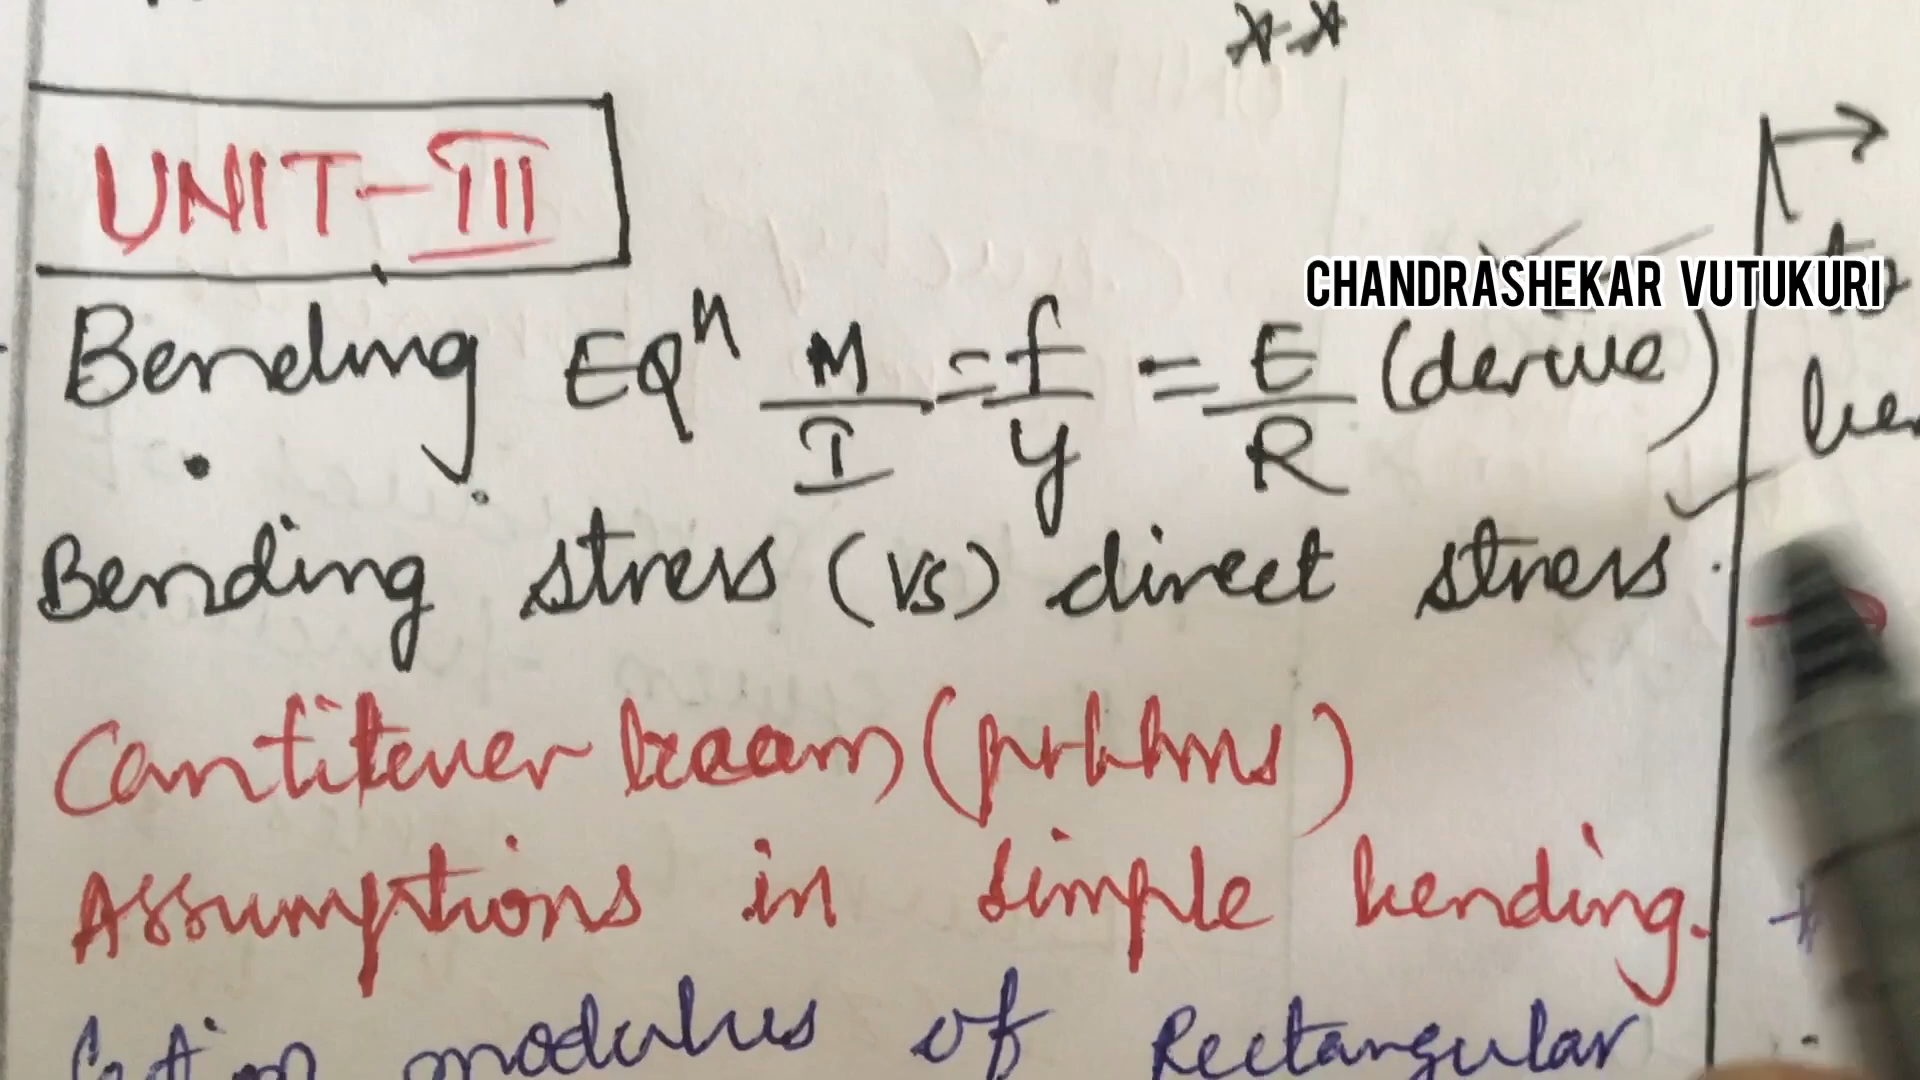 **
UNIT-III
CHANDRASHEKAR VUTUKURI
Bending EQⁿ M/I = f/y = E/R (derive)
Bending stress (vs) direct stress.
Cantilever beam (problems)
Assumptions in simple bending.
modulus of Rectangular